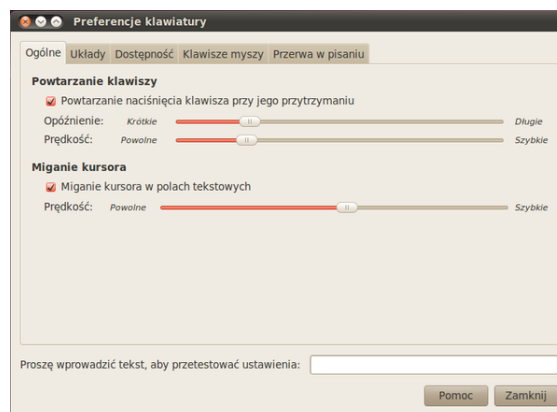 Preferencje klawiatury
Ogólne Układy Dostępność Klawisze myszy Przerwa w pisaniu
Powtarzanie klawiszy
Powtarzanie naciśnięcia klawisza przy jego przytrzymaniu
Opóźnienie: Krótkie Długie
Prędkość: Powolne Szybkie
Miganie kursora
Miganie kursora w polach tekstowych
Prędkość: Powolne Szybkie
Proszę wprowadzić tekst, aby przetestować ustawienia:
Pomoc Zamknij